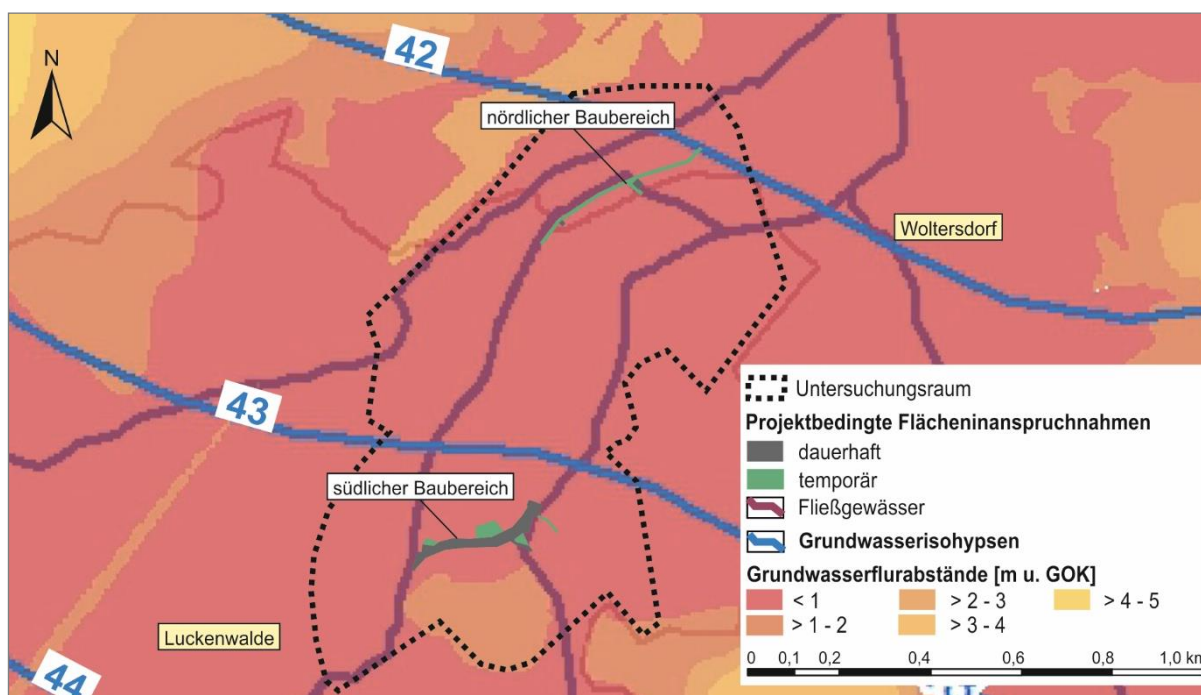 N
42
nördlicher Baubereich
Woltersdorf
43
südlicher Baubereich
Luckenwalde
44
Untersuchungsraum
Projektbedingte Flächeninanspruchnahmen
dauerhaft
temporär
Fließgewässer
Grundwasserisohypsen
Grundwasserflurabstände [m u. GOK]
< 1 > 2 - 3 > 4 - 5
> 1 - 2 > 3 - 4
0 0,1 0,2 0,4 0,6 0,8 1,0 km